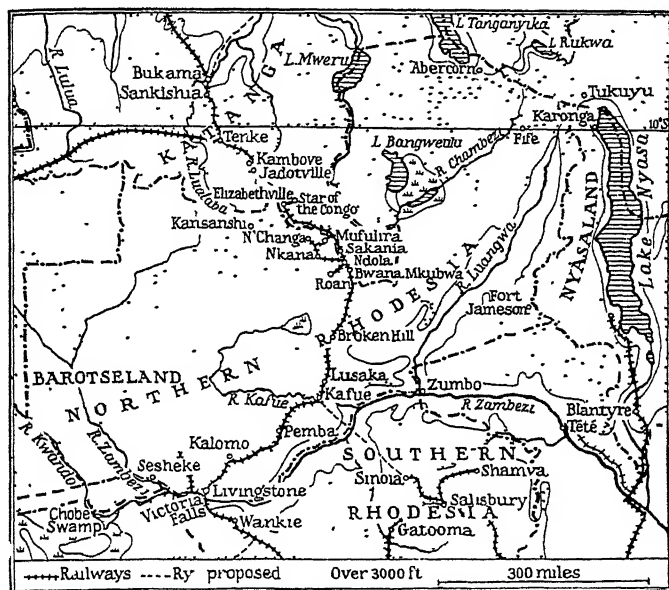 L Tanganyika
L Rukwa
R Lulua
L.Mweru
Abercorn
Bukama
Sankishua
KATANGA
Tukuyu
Karonga
10°S
Fife
Tenke
L Bangweulu
R Chambezi
Kambove
Jadotville
R Lualaba
Elizabethville
Star of
the Congo
Kansanshi
Mufulira
N'Changa
Sakania
Nkana
Ndola
Bwana Mkubwa
Roan
R Luangwa
NYASALAND
Lake Nyasa
Fort
Jameson
Broken Hill
NORTHERN RHODESIA
BAROTSELAND
Lusaka
Kafue
R Kafue
Zumbo
R Zambezi
Blantyre
Tété
R Kwando
R Zambezi
Kalomo
Pemba
Sesheke
SOUTHERN
RHODESIA
Sinoia
Shamva
Livingstone
Salisbury
Chobe
Swamp
Victoria
Falls
Wankie
Gatooma
Railways
Ry proposed
Over 3000 ft
300 miles